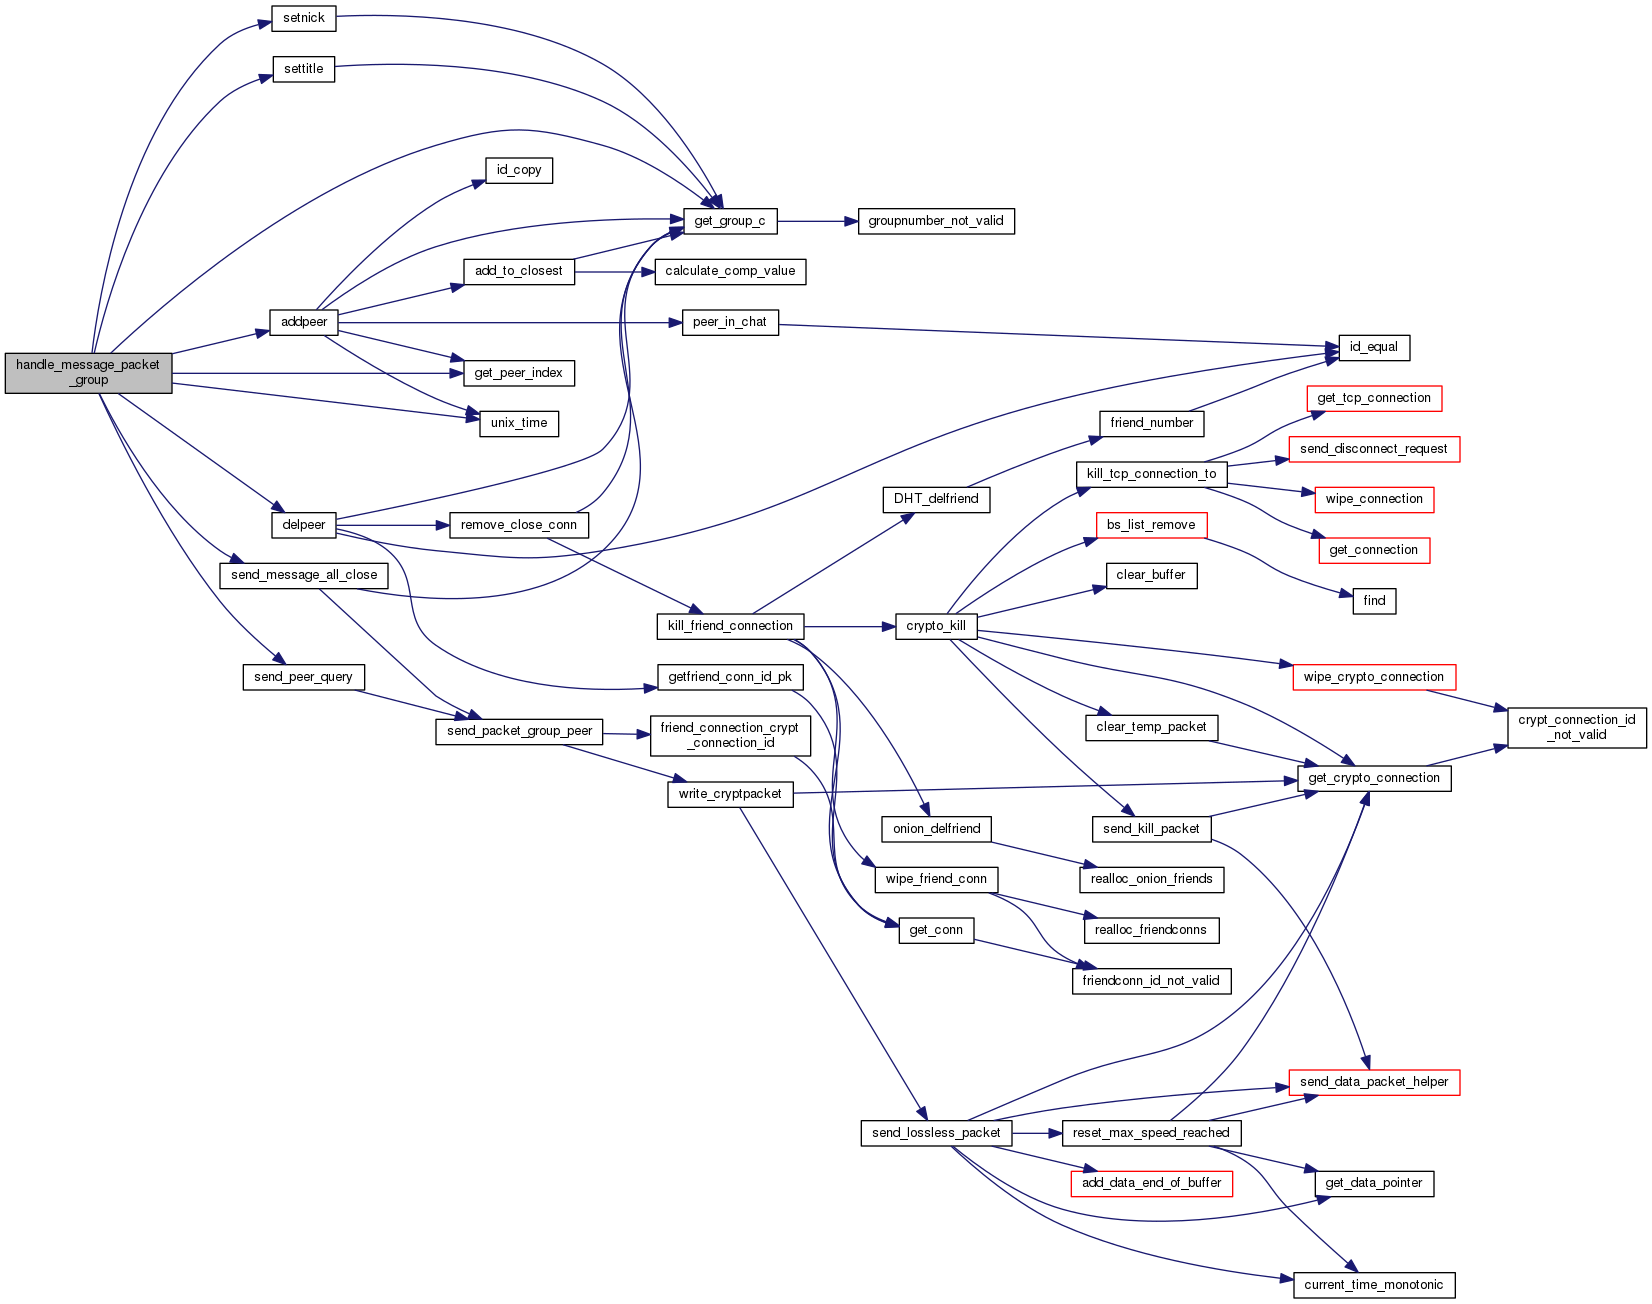 setnick
settitle
id_copy
get_group_c
groupnumber_not_valid
add_to_closest
calculate_comp_value
addpeer
peer_in_chat
id_equal
handle_message_packet
_group
get_peer_index
get_tcp_connection
unix_time
friend_number
send_disconnect_request
kill_tcp_connection_to
DHT_delfriend
wipe_connection
delpeer
remove_close_conn
bs_list_remove
get_connection
send_message_all_close
clear_buffer
find
kill_friend_connection
crypto_kill
send_peer_query
getfriend_conn_id_pk
wipe_crypto_connection
send_packet_group_peer
friend_connection_crypt
_connection_id
clear_temp_packet
crypt_connection_id
_not_valid
write_cryptpacket
get_crypto_connection
onion_delfriend
send_kill_packet
wipe_friend_conn
realloc_onion_friends
get_conn
realloc_friendconns
friendconn_id_not_valid
send_data_packet_helper
send_lossless_packet
reset_max_speed_reached
add_data_end_of_buffer
get_data_pointer
current_time_monotonic